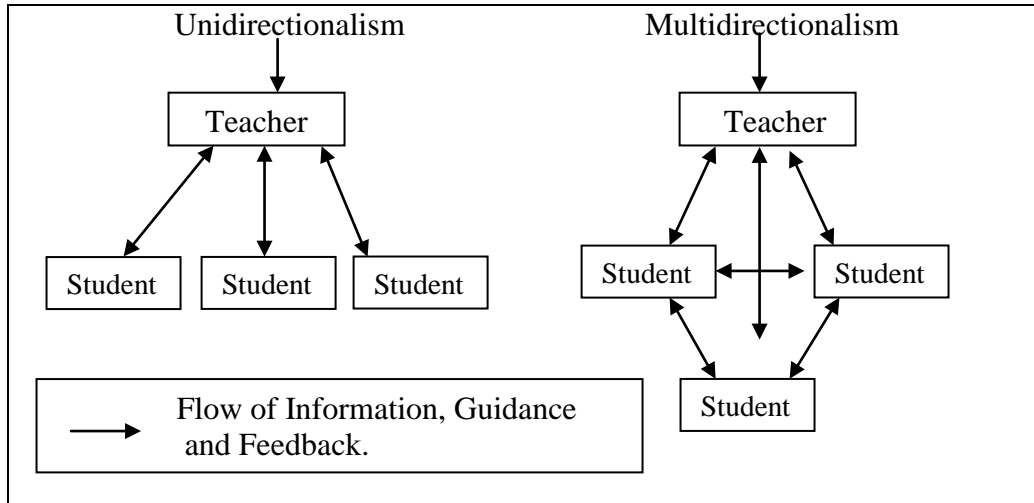 Unidirectionalism
Teacher
Student Student Student
Multidirectionalism
Teacher
Student Student
Student
Flow of Information, Guidance
and Feedback.